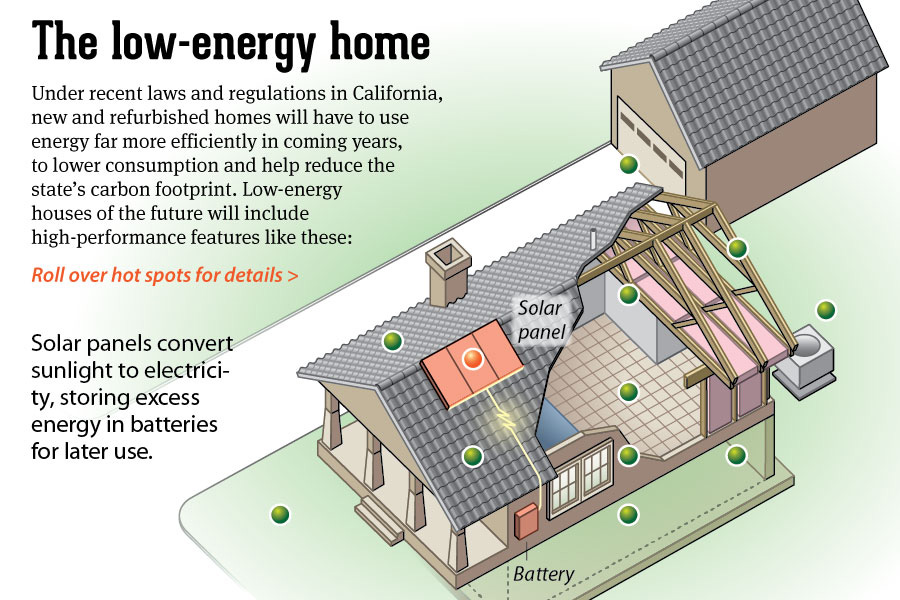 The low-energy home
Under recent laws and regulations in California,
new and refurbished homes will have to use
energy far more efficiently in coming years,
to lower consumption and help reduce the
state’s carbon footprint. Low-energy
houses of the future will include
high-performance features like these:
Roll over hot spots for details >
Solar panels convert
sunlight to electrici-
ty, storing excess
energy in batteries
for later use.
Solar
panel
Battery